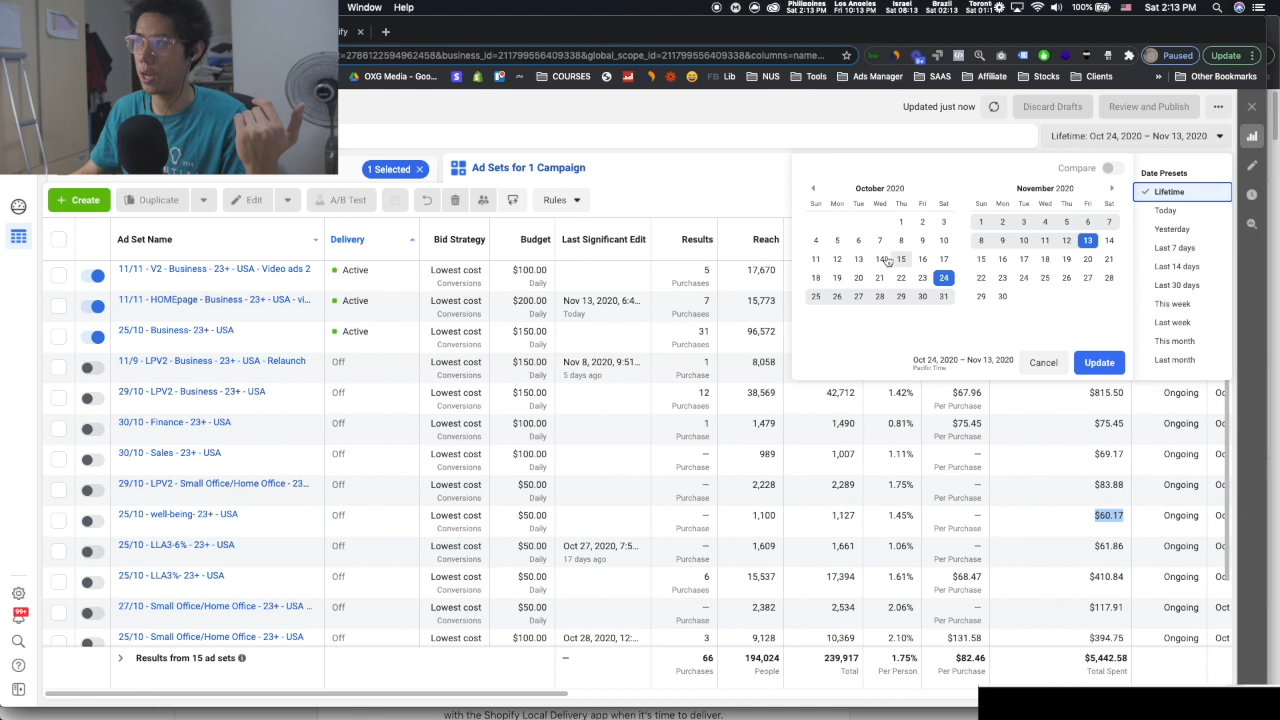 Window Help
Philippines Los Angeles Israel Brazil Toront
Sat 2:13 PM Fri 10:13 PM Sat 08:13 Sat 02:13 Sat 01:1
100%
Sat 2:13 PM
ify
=2786122594962458&business_id=211799556409338&global_scope_id=211799556409338&columns=name...
Paused
Update
OXG Media - Goo...
COURSES
FB Lib
NUS
Tools
Ads Manager
SAAS
Affiliate
Stocks
Clients
»
Other Bookmarks
Updated just now
Discard Drafts
Review and Publish
Lifetime: Oct 24, 2020 – Nov 13, 2020
1 Selected
Ad Sets for 1 Campaign
+ Create
Duplicate
Edit
A/B Test
Rules
Compare
October 2020
November 2020
Sun Mon Tue Wed Thu Fri Sat
Sun Mon Tue Wed Thu Fri Sat
1 2 3
1 2 3 4 5 6 7
4 5 6 7 8 9 10
8 9 10 11 12 13 14
11 12 13 14 15 16 17
15 16 17 18 19 20 21
18 19 20 21 22 23 24
22 23 24 25 26 27 28
25 26 27 28 29 30 31
29 30
Oct 24, 2020 – Nov 13, 2020
Pacific Time
Cancel
Update
Date Presets
Lifetime
Today
Yesterday
Last 7 days
Last 14 days
Last 30 days
This week
Last week
This month
Last month
Ad Set Name Delivery Bid Strategy Budget Last Significant Edit Results Reach
11/11 - V2 - Business - 23+ - USA - Video ads 2 Active Lowest cost $100.00 5 17,670
Conversions Daily Purchases
11/11 - HOMEpage - Business - 23+ - USA - vi... Active Lowest cost $200.00 Nov 13, 2020, 6:4... 7 15,773
Conversions Daily Today Purchases
25/10 - Business- 23+ - USA Active Lowest cost $150.00 31 96,572
Conversions Daily Purchases
11/9 - LPV2 - Business - 23+ - USA - Relaunch Off Lowest cost $150.00 Nov 8, 2020, 9:51... 1 8,058
Conversions Daily 5 days ago Purchase
29/10 - LPV2 - Business - 23+ - USA Off Lowest cost $150.00 12 38,569 42,712 1.42% $67.96 $815.50 Ongoing Oc
Conversions Daily Purchases Per Purchase
30/10 - Finance - 23+ - USA Off Lowest cost $100.00 1 1,479 1,490 0.81% $75.45 $75.45 Ongoing Oc
Conversions Daily Purchase Per Purchase
30/10 - Sales - 23+ - USA Off Lowest cost $100.00 — 989 1,007 1.11% — $69.17 Ongoing Oc
Conversions Daily Purchase Per Purchase
29/10 - LPV2 - Small Office/Home Office - 23... Off Lowest cost $50.00 — 2,228 2,289 1.75% — $83.88 Ongoing Oc
Conversions Daily Purchase Per Purchase
25/10 - well-being- 23+ - USA Off Lowest cost $50.00 — 1,100 1,127 1.45% — $60.17 Ongoing Oc
Conversions Daily Purchase Per Purchase
25/10 - LLA3-6% - 23+ - USA Off Lowest cost $50.00 Oct 27, 2020, 7:5... — 1,609 1,661 1.06% — $61.86 Ongoing Oc
Conversions Daily 17 days ago Purchase Per Purchase
25/10 - LLA3%- 23+ - USA Off Lowest cost $50.00 6 15,537 17,394 1.61% $68.47 $410.84 Ongoing Oc
Conversions Daily Purchases Per Purchase
27/10 - Small Office/Home Office - 23+ - USA ... Off Lowest cost $50.00 — 2,382 2,534 2.06% — $117.91 Ongoing Oct
Conversions Daily Purchase Per Purchase
25/10 - Small Office/Home Office - 23+ - USA Off Lowest cost $100.00 Oct 28, 2020, 12:... 3 9,128 10,369 2.10% $131.58 $394.75 Ongoing Oct
Results from 15 ad sets — 66 194,024 239,917 1.75% $82.46 $5,442.58
Purchases People Total Per Person Per Purchase Total Spent
99+
with the Shopify Local Delivery app when it's time to deliver.